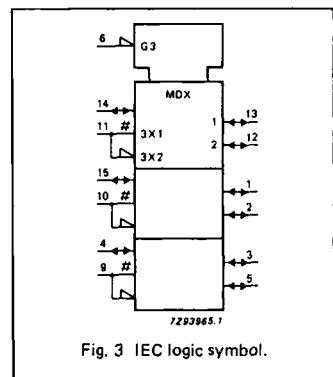 6
G3
MDX
14
1 13
11 # 3X1
2 12
3X2
15
1
10 #
2
4
3
9 #
5
7Z93965.1
Fig. 3 IEC logic symbol.